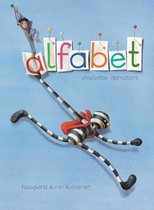 alfabet
charlotte dematons
hoogland & van klaveren